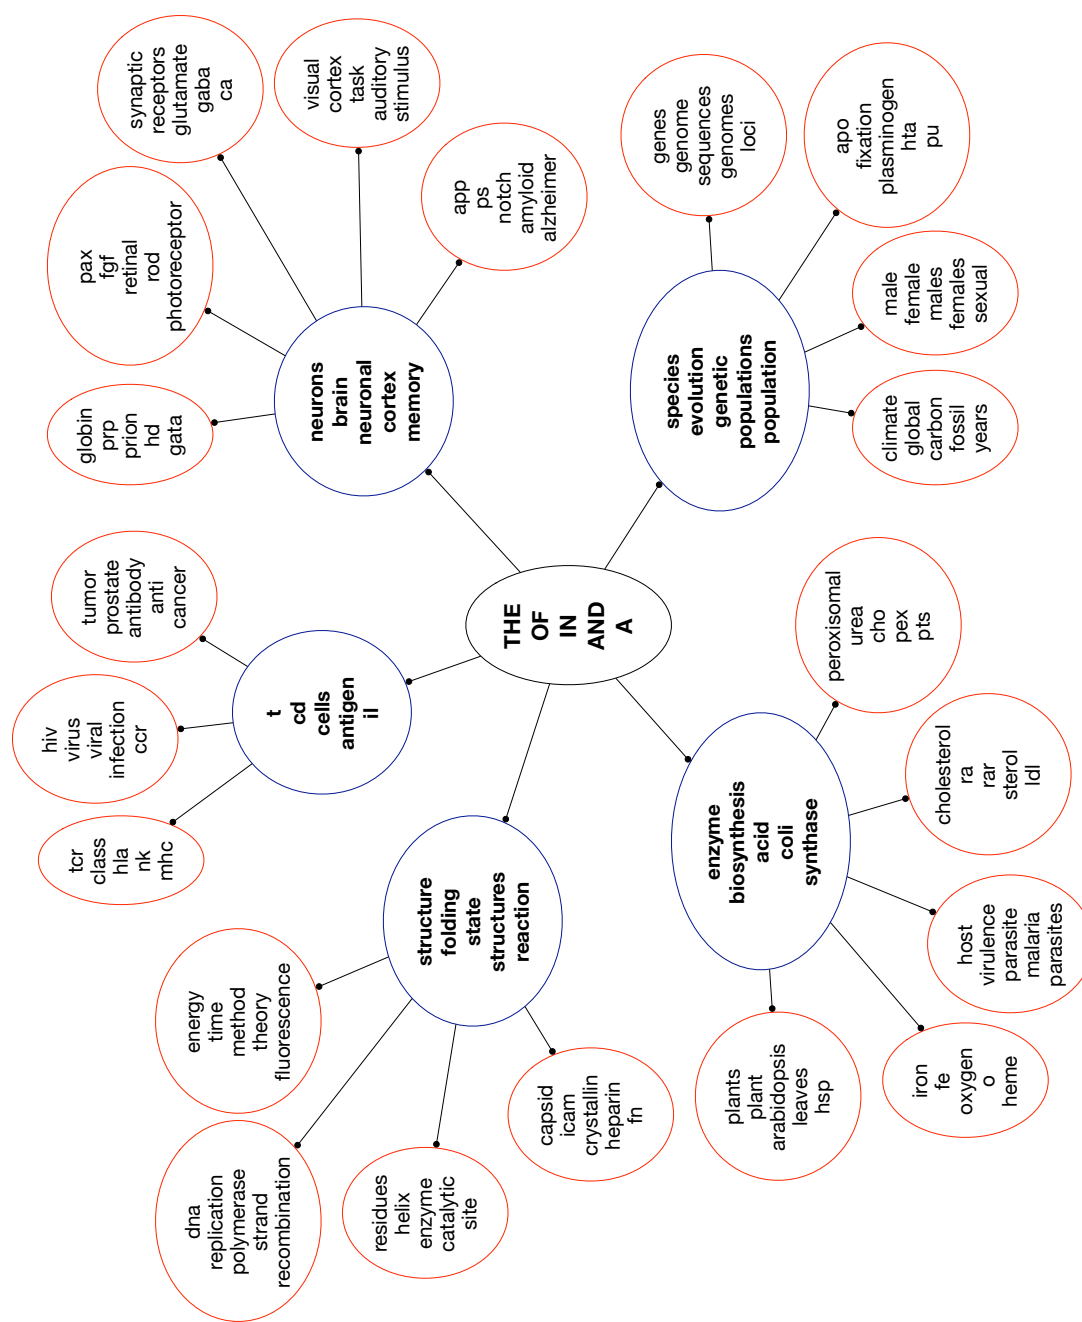 THE
OF
IN
AND
A
neurons
brain
neuronal
cortex
memory
globin
prp
prion
hd
gata
pax
fgf
retinal
rod
photoreceptor
synaptic
receptors
glutamate
gaba
ca
visual
cortex
task
auditory
stimulus
app
ps
notch
amyloid
alzheimer
species
evolution
genetic
populations
population
genes
genome
sequences
genomes
loci
apo
fixation
plasminogen
hta
pu
male
female
males
females
sexual
climate
global
carbon
fossil
years
t
cd
cells
antigen
il
tcr
class
hla
nk
mhc
hiv
virus
viral
infection
ccr
tumor
prostate
antibody
anti
cancer
structure
folding
state
structures
reaction
energy
time
method
theory
fluorescence
dna
replication
polymerase
strand
recombination
residues
helix
enzyme
catalytic
site
capsid
icam
crystallin
heparin
fn
enzyme
biosynthesis
acid
coli
synthase
plants
plant
arabidopsis
leaves
hsp
iron
fe
oxygen
o
heme
host
virulence
parasite
malaria
parasites
cholesterol
ra
rar
sterol
ldl
peroxisomal
urea
cho
pex
pts